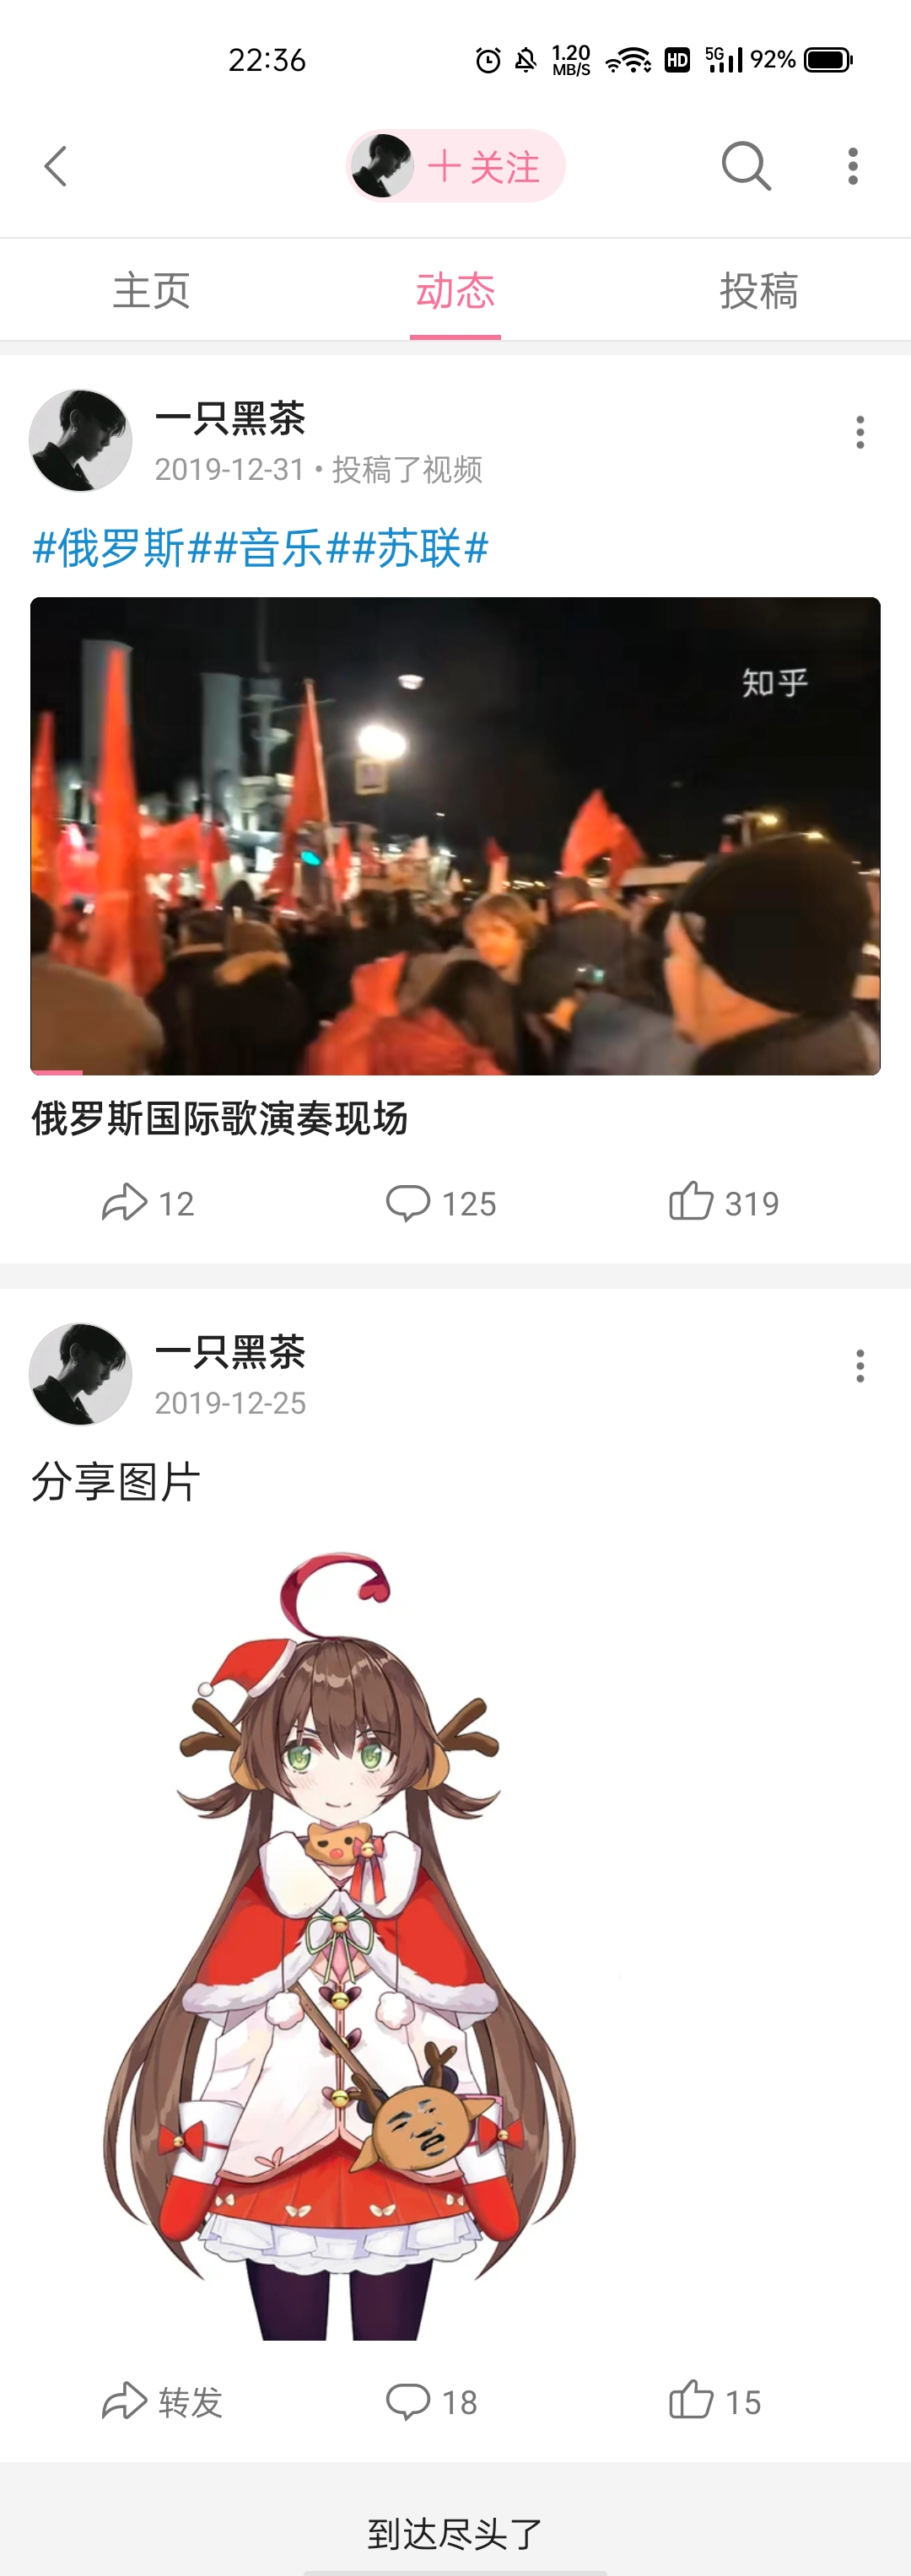 22:36
1.20
MB/S
HD
5G
92%
关注
主页
动态
投稿
一只黑茶
2019-12-31 • 投稿了视频
#俄罗斯##音乐##苏联#
知乎
俄罗斯国际歌演奏现场
12
125
319
一只黑茶
2019-12-25
分享图片
转发
18
15
到达尽头了